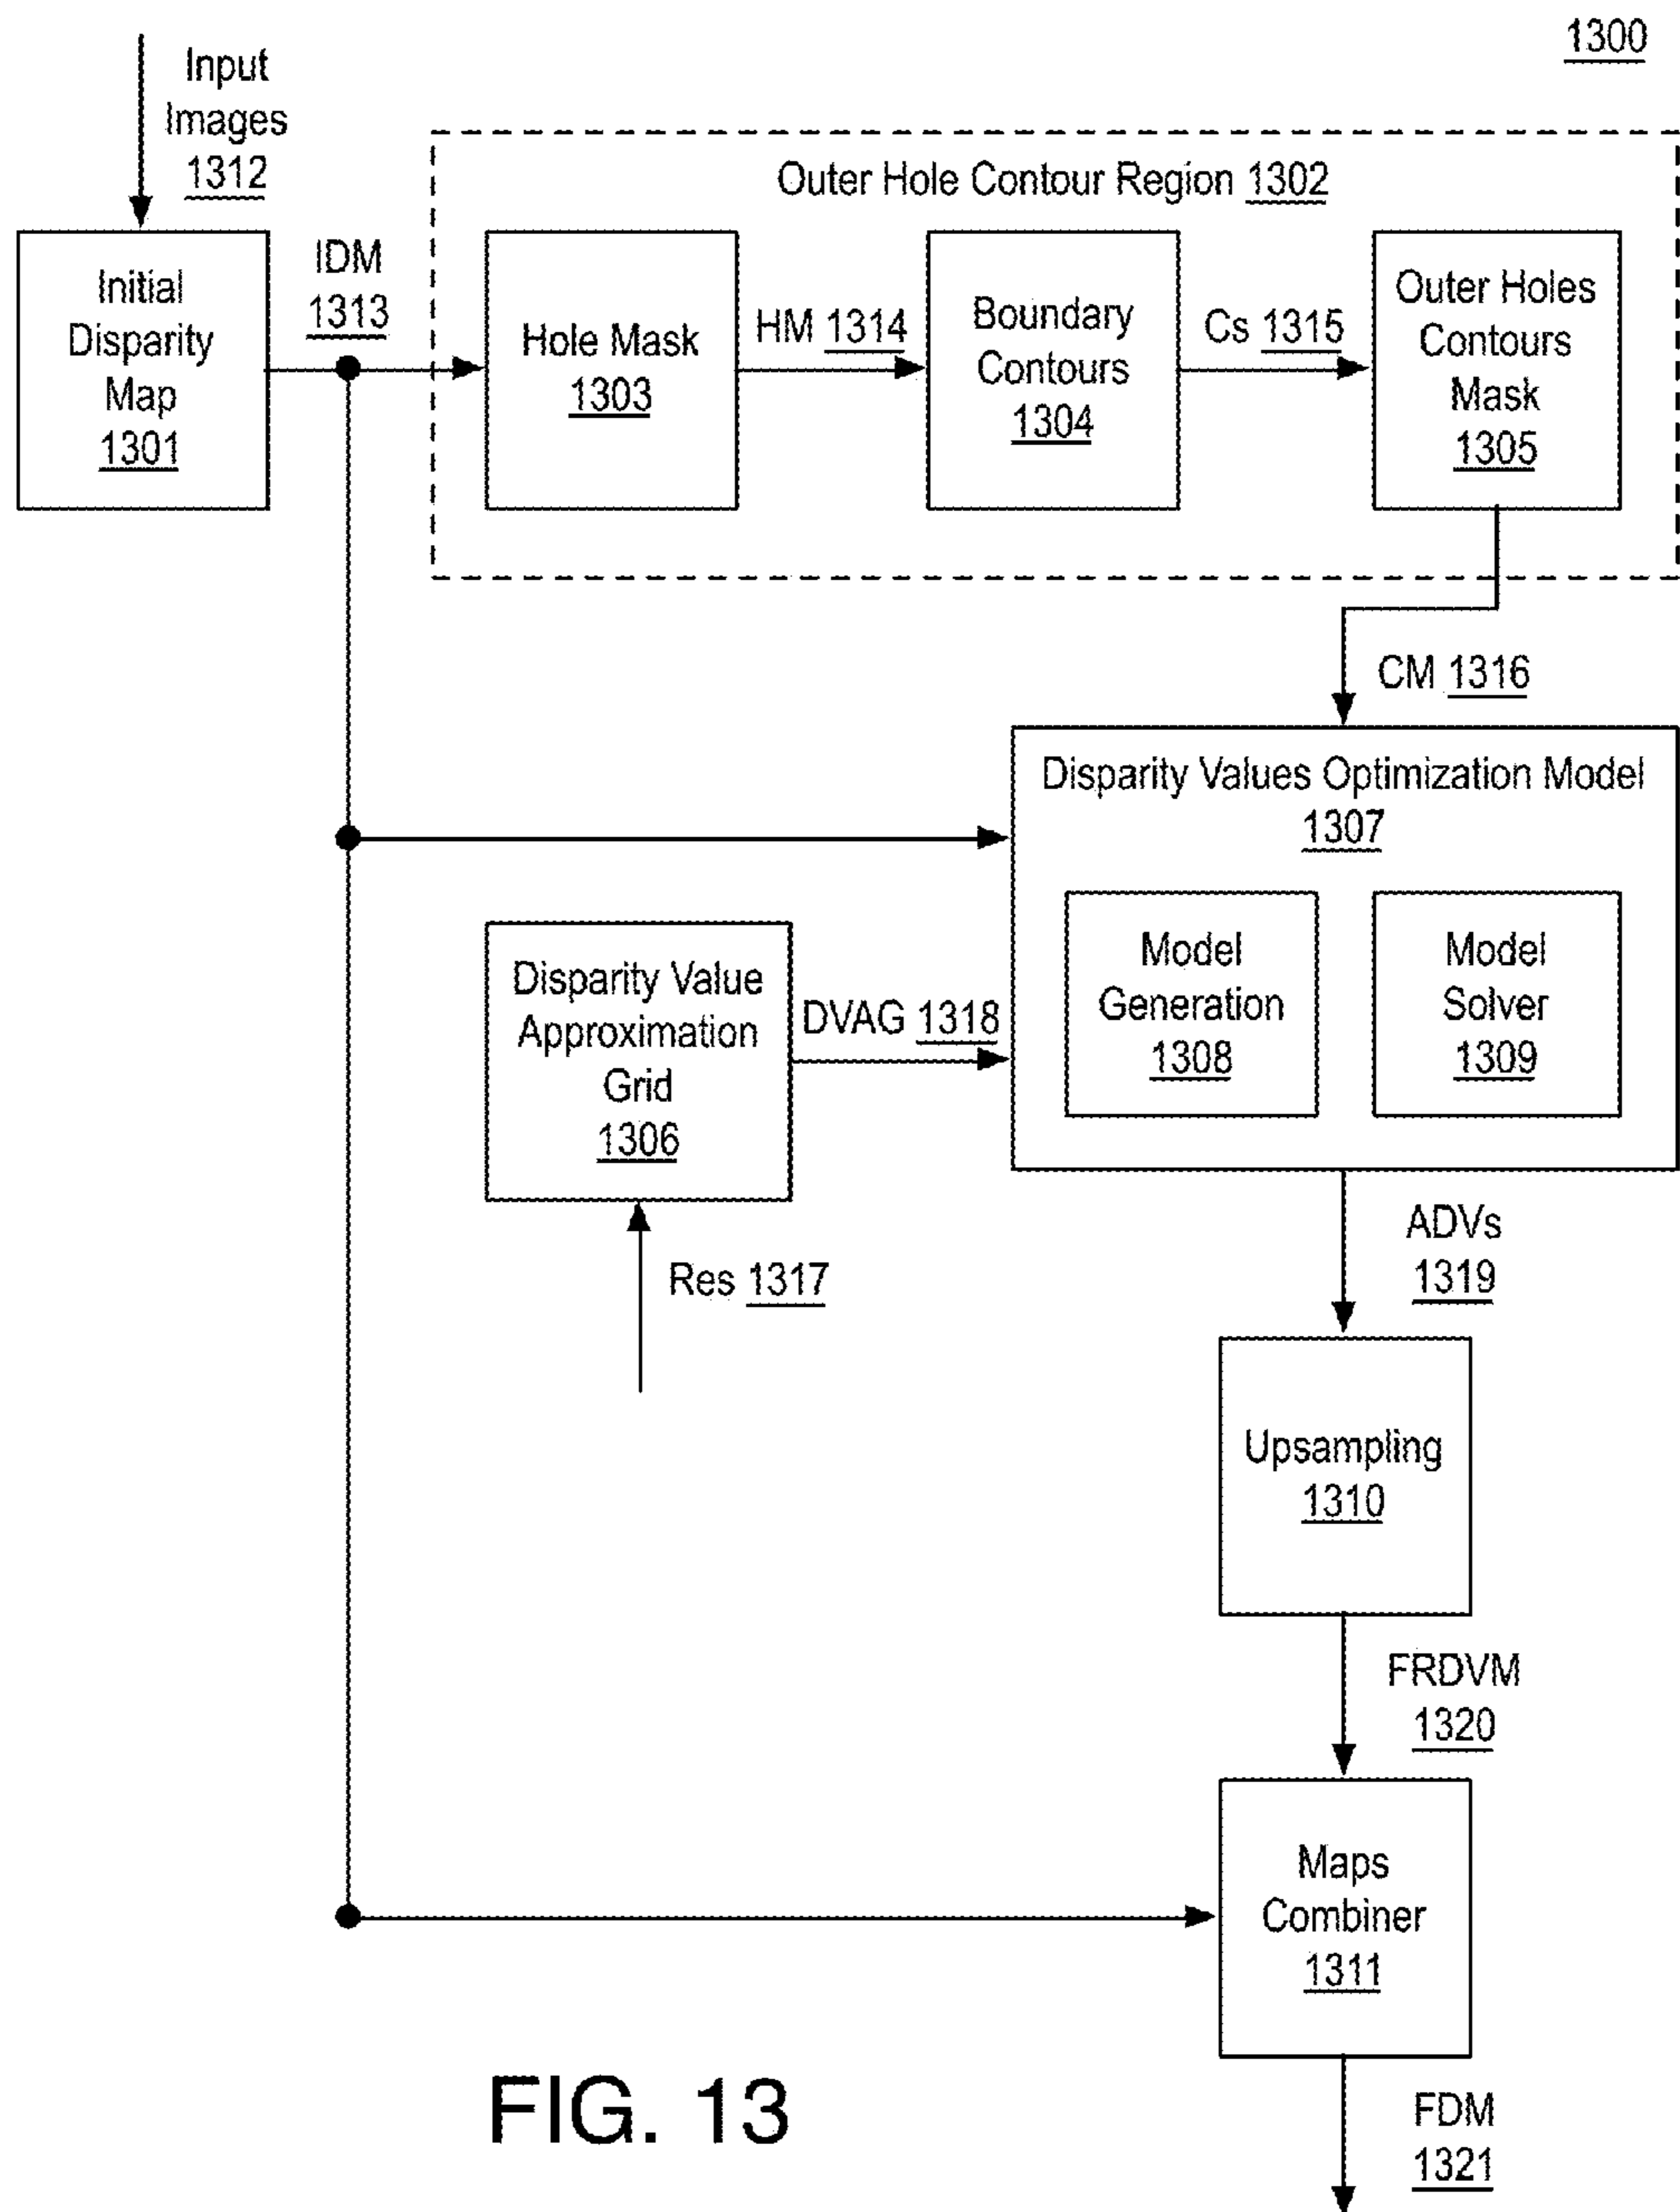 1300
Input
Images
1312
Outer Hole Contour Region 1302
Initial
Disparity
Map
1301
IDM
1313
Hole Mask
1303
HM 1314
Boundary
Contours
1304
Cs 1315
Outer Holes
Contours
Mask
1305
CM 1316
Disparity Values Optimization Model
1307
Model
Generation
1308
Model
Solver
1309
Disparity Value
Approximation
Grid
1306
DVAG 1318
Res 1317
ADVs
1319
Upsampling
1310
FRDVM
1320
Maps
Combiner
1311
FDM
1321
FIG. 13